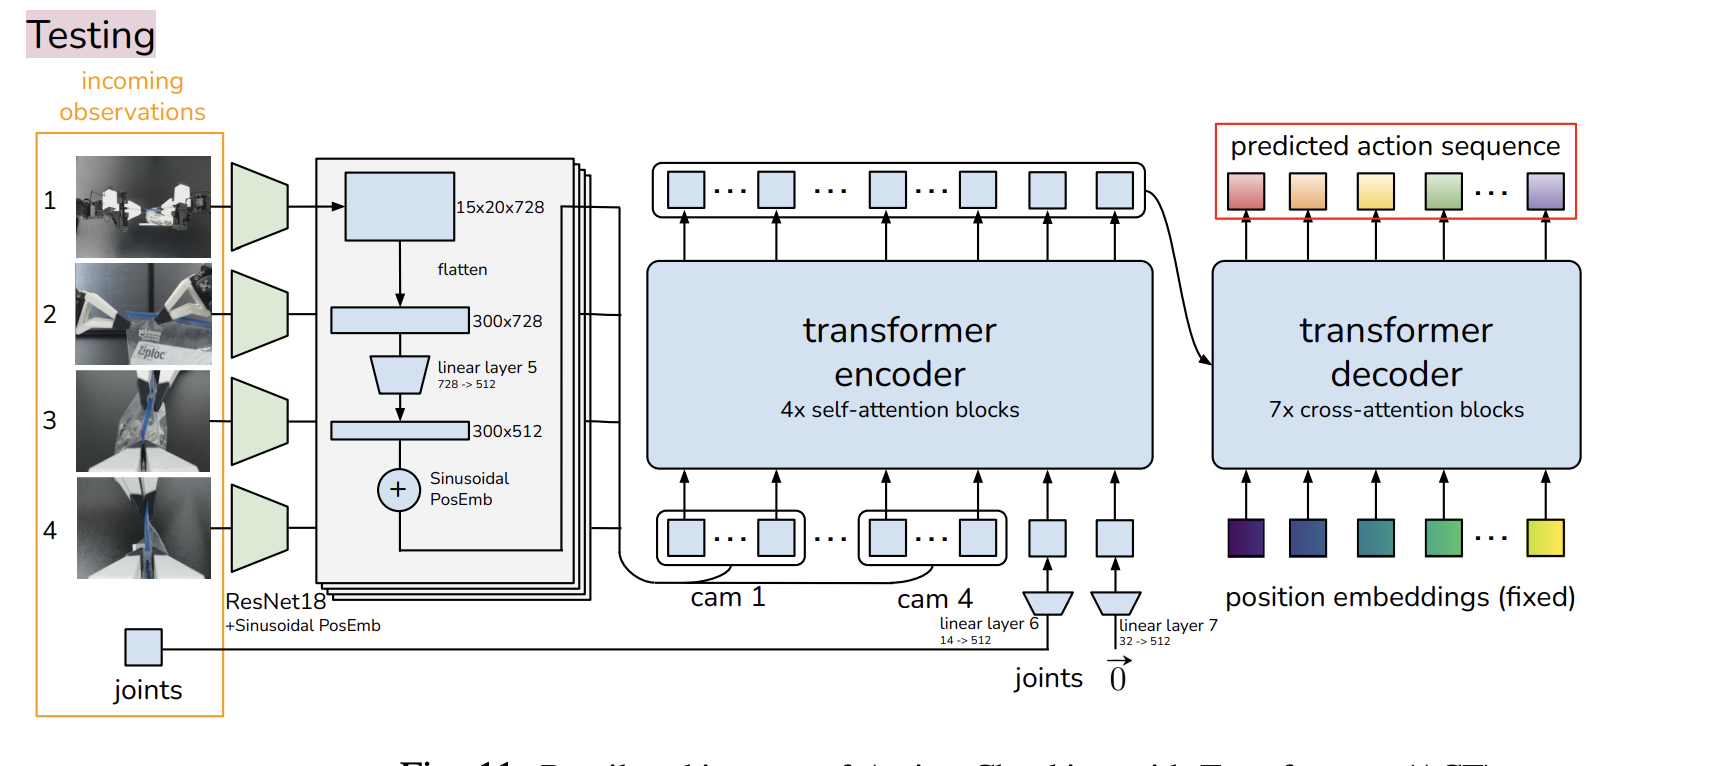 Testing
incoming
observations
1
2
3
4
Ziploc
joints
ResNet18
+Sinusoidal PosEmb
15x20x728
flatten
300x728
linear layer 5
728 -> 512
300x512
+
Sinusoidal
PosEmb
transformer
encoder
4x self-attention blocks
cam 1
cam 4
linear layer 6
14 -> 512
joints
linear layer 7
32 -> 512
0
predicted action sequence
transformer
decoder
7x cross-attention blocks
position embeddings (fixed)